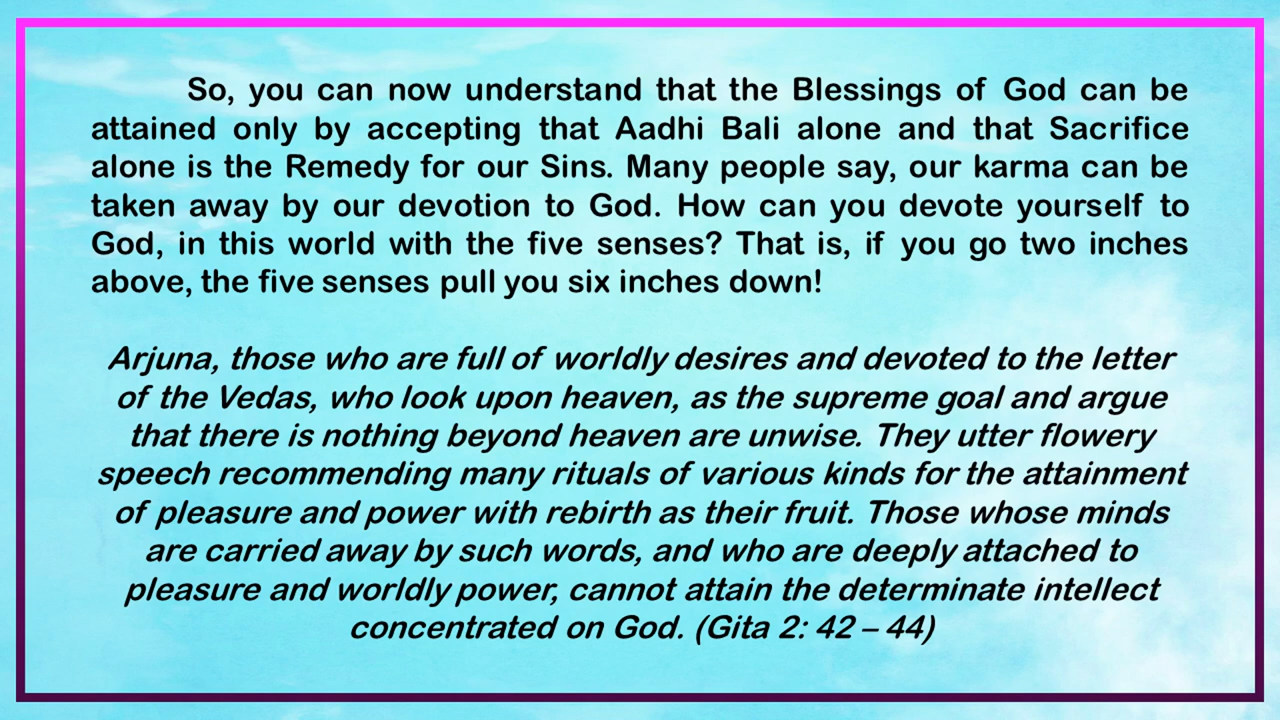 So, you can now understand that the Blessings of God can be
attained only by accepting that Aadhi Bali alone and that Sacrifice
alone is the Remedy for our Sins. Many people say, our karma can be
taken away by our devotion to God. How can you devote yourself to
God, in this world with the five senses? That is, if you go two inches
above, the five senses pull you six inches down!
Arjuna, those who are full of worldly desires and devoted to the letter
of the Vedas, who look upon heaven, as the supreme goal and argue
that there is nothing beyond heaven are unwise. They utter flowery
speech recommending many rituals of various kinds for the attainment
of pleasure and power with rebirth as their fruit. Those whose minds
are carried away by such words, and who are deeply attached to
pleasure and worldly power, cannot attain the determinate intellect
concentrated on God. (Gita 2: 42 – 44)